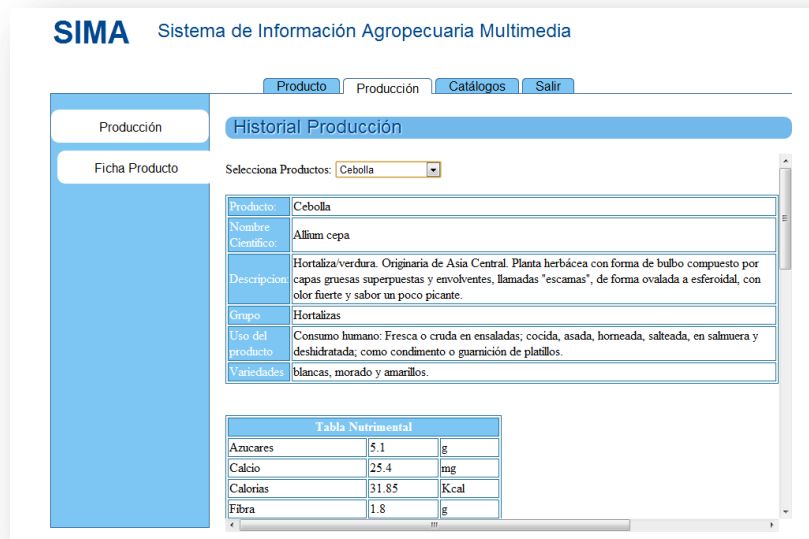 SIMA Sistema de Información Agropecuaria Multimedia
Producto Producción Catálogos Salir
Producción
Ficha Producto
Historial Producción
Selecciona Productos: Cebolla
Producto: Cebolla
Nombre Cientifico: Allium cepa
Descripcion: Hortaliza/verdura. Originaria de Asia Central. Planta herbácea con forma de bulbo compuesto por
capas gruesas superpuestas y envolventes, llamadas "escamas", de forma ovalada a esferoidal, con
olor fuerte y sabor un poco picante.
Grupo Hortalizas
Uso del producto Consumo humano: Fresca o cruda en ensaladas; cocida, asada, horneada, salteada, en salmuera y
deshidratada; como condimento o guarnición de platillos.
Variedades blancas, morado y amarillos.
Tabla Nutrimental
Azucares 5.1 g
Calcio 25.4 mg
Calorias 31.85 Kcal
Fibra 1.8 g